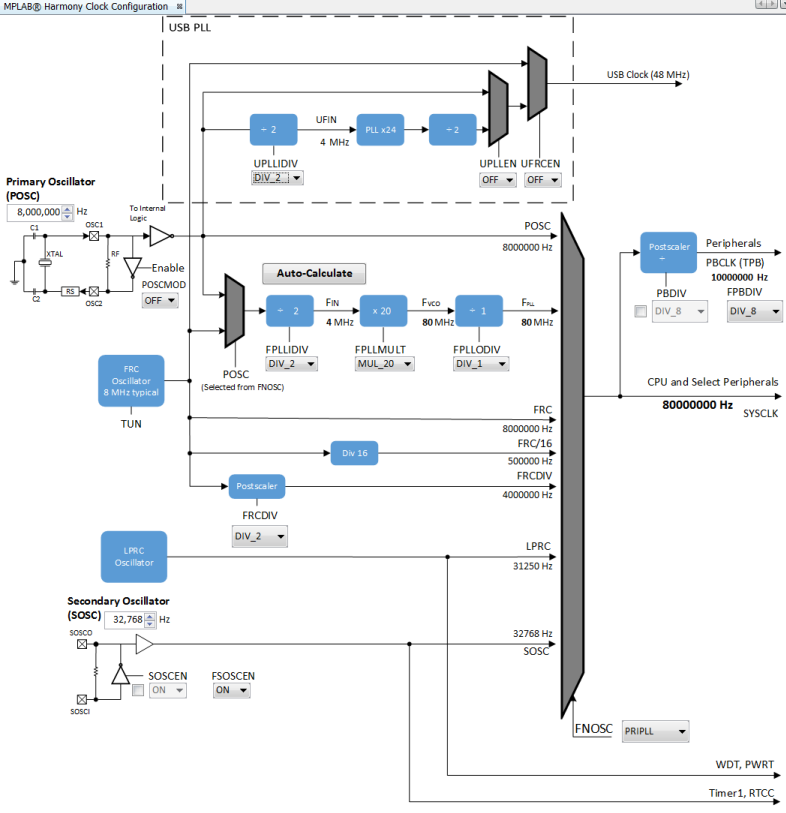 MPLAB® Harmony Clock Configuration
USB PLL
USB Clock (48 MHz)
÷ 2
UFIN
4 MHz
PLL x24
÷ 2
UPLLIDIV
DIV_2
UPLLEN
OFF
UFRCEN
OFF
Primary Oscillator
(POSC)
8,000,000 Hz
To Internal
Logic
C1
OSC1
XTAL
RF
Enable
C2
RS
OSC2
POSCMOD
OFF
POSC
8000000 Hz
Auto-Calculate
÷ 2
FIN
4 MHz
x 20
FVCO
80 MHz
÷ 1
FPLL
80 MHz
FPLLIDIV
DIV_2
FPLLMULT
MUL_20
FPLLODIV
DIV_1
POSC
(Selected from FNOSC)
Postscaler
÷
Peripherals
PBCLK (TPB)
10000000 Hz
PBDIV
DIV_8
FPBDIV
DIV_8
CPU and Select Peripherals
80000000 Hz
SYSCLK
FRC
Oscillator
8 MHz typical
TUN
FRC
8000000 Hz
Div 16
FRC/16
500000 Hz
Postscaler
FRCDIV
4000000 Hz
FRCDIV
DIV_2
LPRC
Oscillator
LPRC
31250 Hz
Secondary Oscillator
(SOSC) 32,768 Hz
SOSCO
32768 Hz
SOSC
SOSCEN
ON
FSOSCEN
ON
SOSCI
FNOSC
PRIPLL
WDT, PWRT
Timer1, RTCC